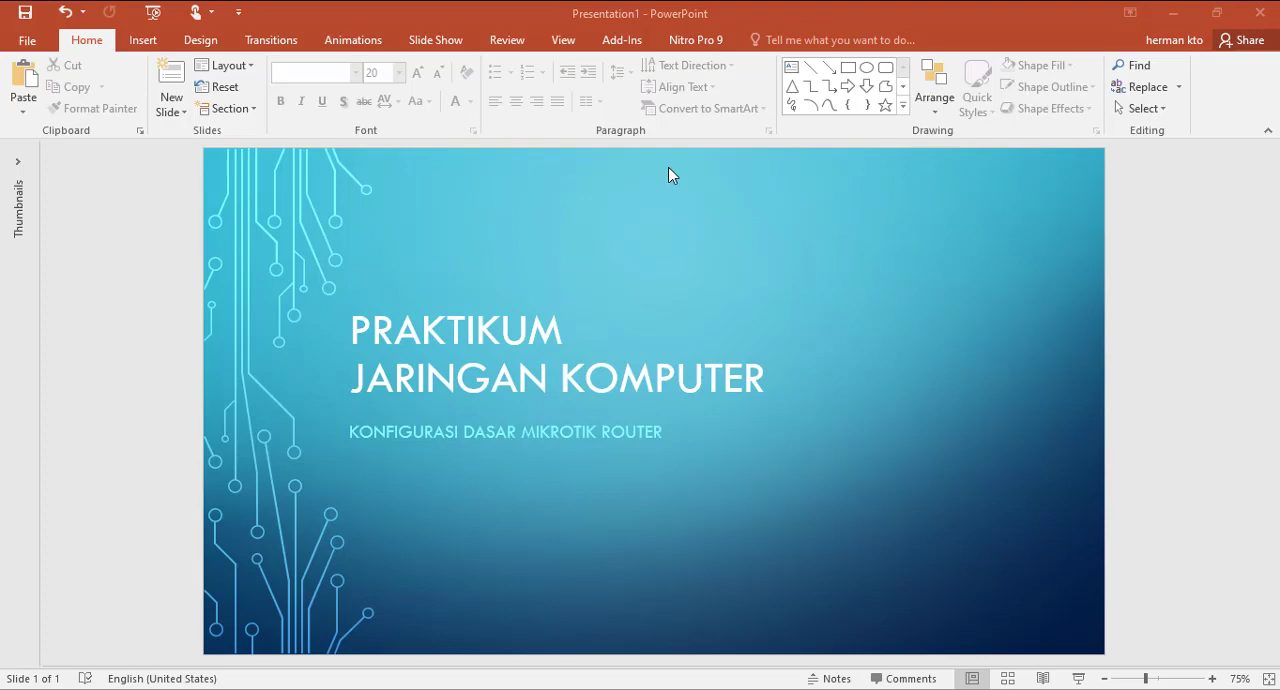 Presentation1 - PowerPoint
File Home Insert Design Transitions Animations Slide Show Review View Add-Ins Nitro Pro 9 Tell me what you want to do... herman kto Share
Paste
Cut
Copy
Format Painter
Clipboard
New
Slide
Layout
Reset
Section
Slides
20
B I U S abc AV Aa A
Font
Text Direction
Align Text
Convert to SmartArt
Paragraph
Arrange
Quick
Styles
Shape Fill
Shape Outline
Shape Effects
Drawing
Find
Replace
Select
Editing
Thumbnails
PRAKTIKUM
JARINGAN KOMPUTER
KONFIGURASI DASAR MIKROTIK ROUTER
Slide 1 of 1 English (United States) Notes Comments 75%